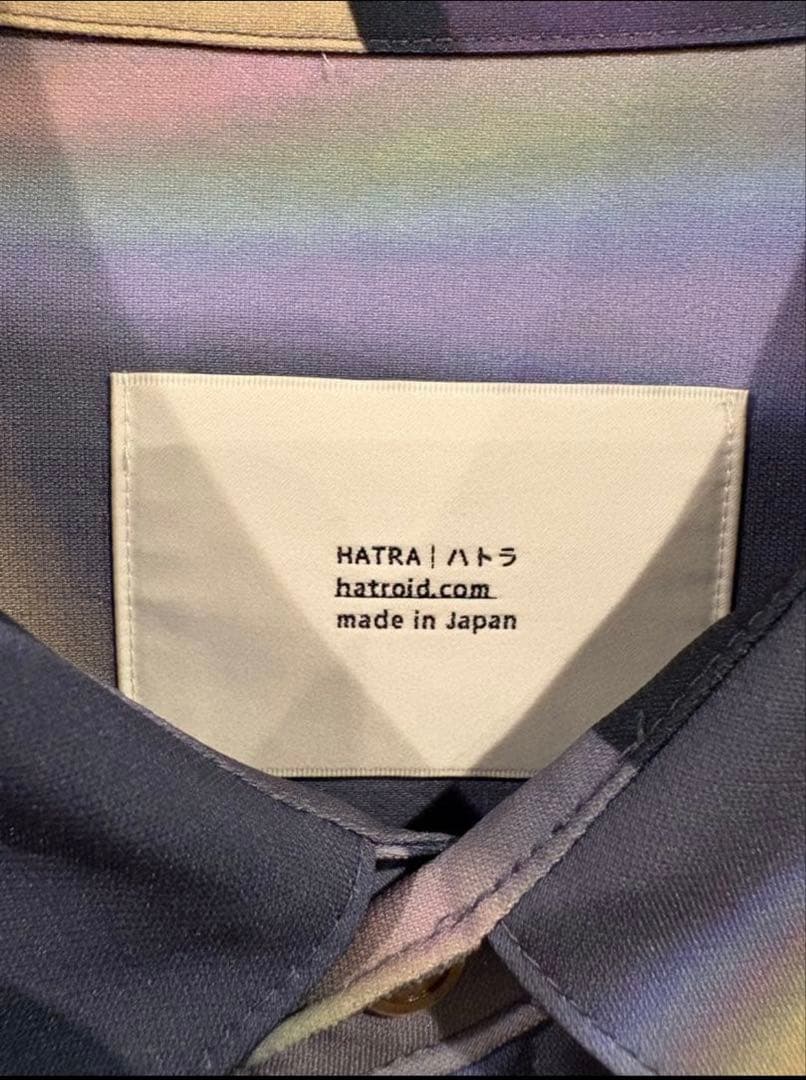 HATRA | ハトラ
hatroid.com
made in Japan